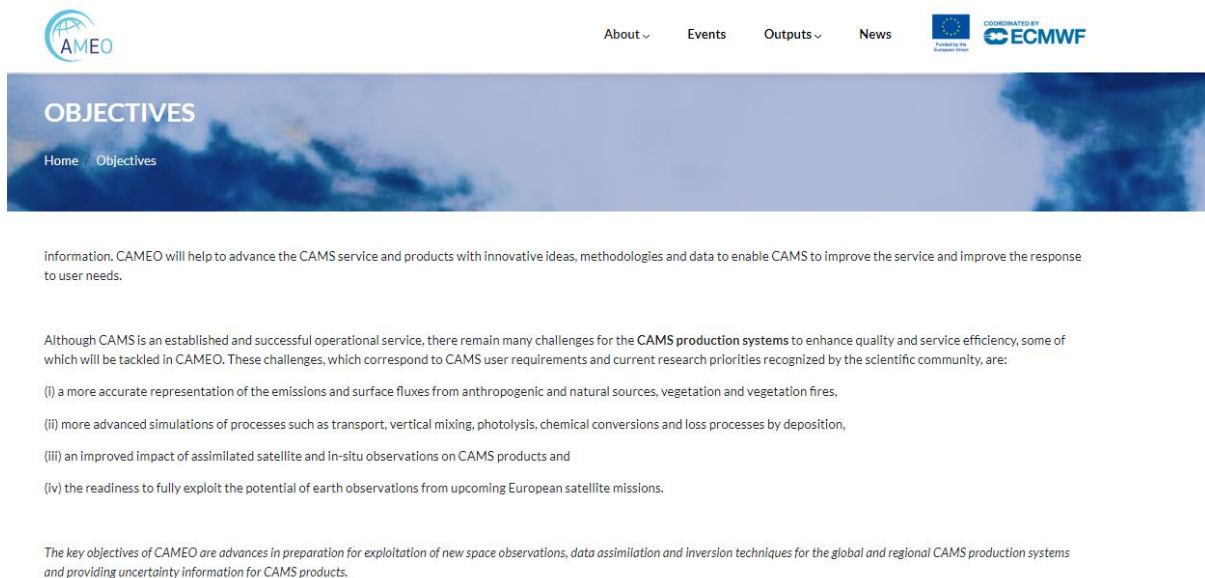 AMEO
About
Events
Outputs
News
Funded by the
European Union
COORDINATED BY
ECMWF
OBJECTIVES
Home / Objectives
information. CAMEO will help to advance the CAMS service and products with innovative ideas, methodologies and data to enable CAMS to improve the service and improve the response
to user needs.
Although CAMS is an established and successful operational service, there remain many challenges for the CAMS production systems to enhance quality and service efficiency, some of
which will be tackled in CAMEO. These challenges, which correspond to CAMS user requirements and current research priorities recognized by the scientific community, are:
(i) a more accurate representation of the emissions and surface fluxes from anthropogenic and natural sources, vegetation and vegetation fires,
(ii) more advanced simulations of processes such as transport, vertical mixing, photolysis, chemical conversions and loss processes by deposition,
(iii) an improved impact of assimilated satellite and in-situ observations on CAMS products and
(iv) the readiness to fully exploit the potential of earth observations from upcoming European satellite missions.
The key objectives of CAMEO are advances in preparation for exploitation of new space observations, data assimilation and inversion techniques for the global and regional CAMS production systems
and providing uncertainty information for CAMS products.